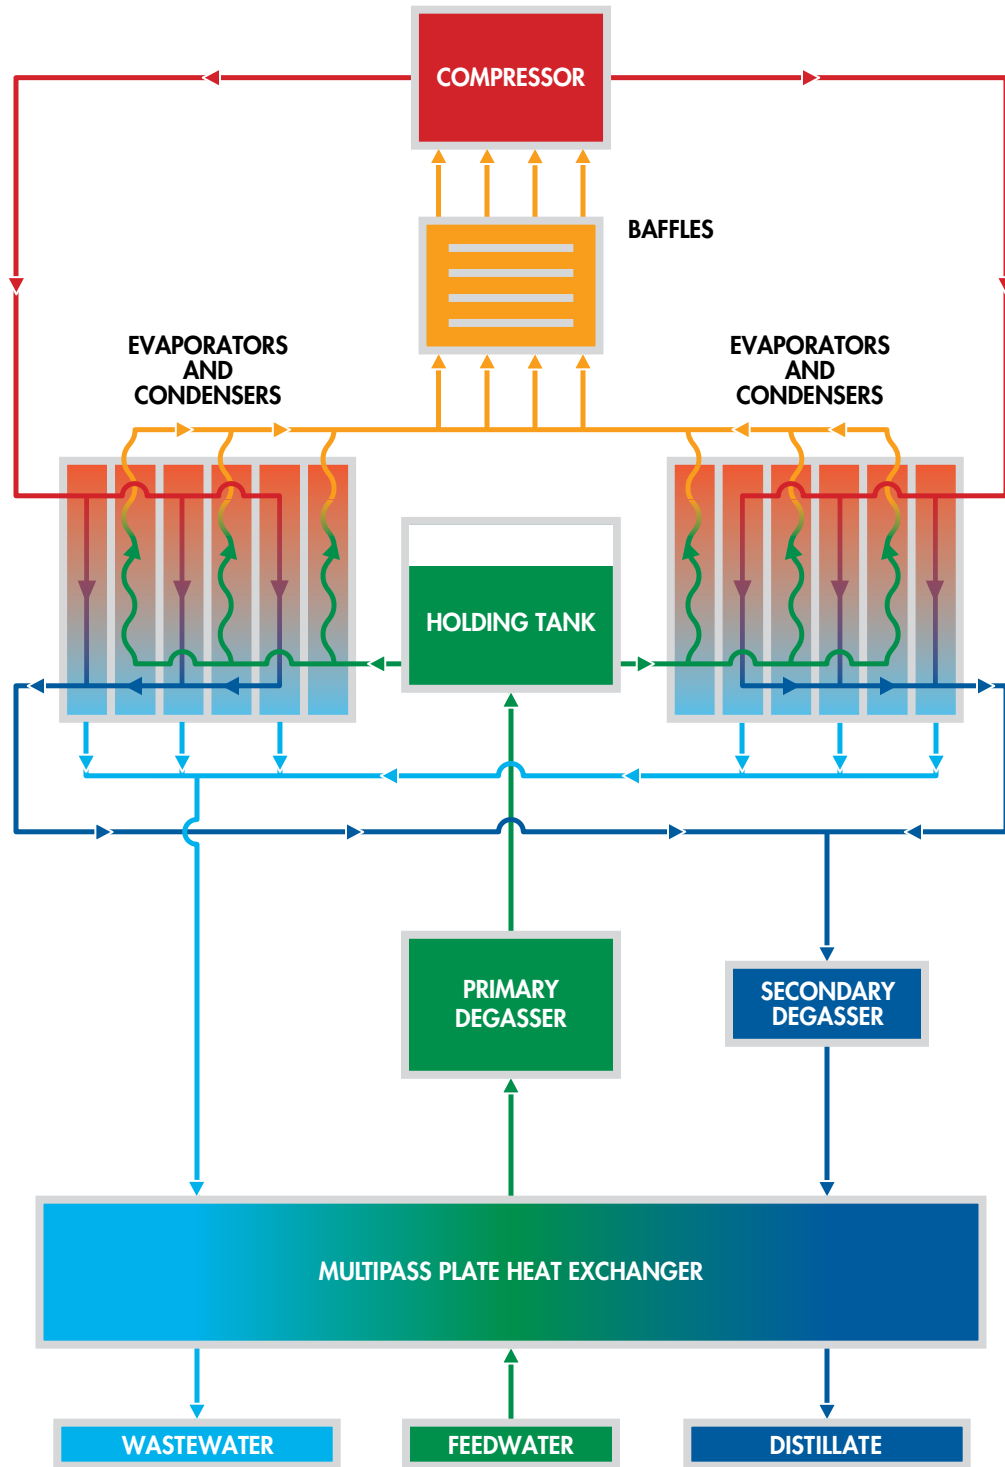 COMPRESSOR
BAFFLES
EVAPORATORS
AND
CONDENSERS
EVAPORATORS
AND
CONDENSERS
HOLDING TANK
PRIMARY
DEGASSER
SECONDARY
DEGASSER
MULTIPASS PLATE HEAT EXCHANGER
WASTEWATER
FEEDWATER
DISTILLATE